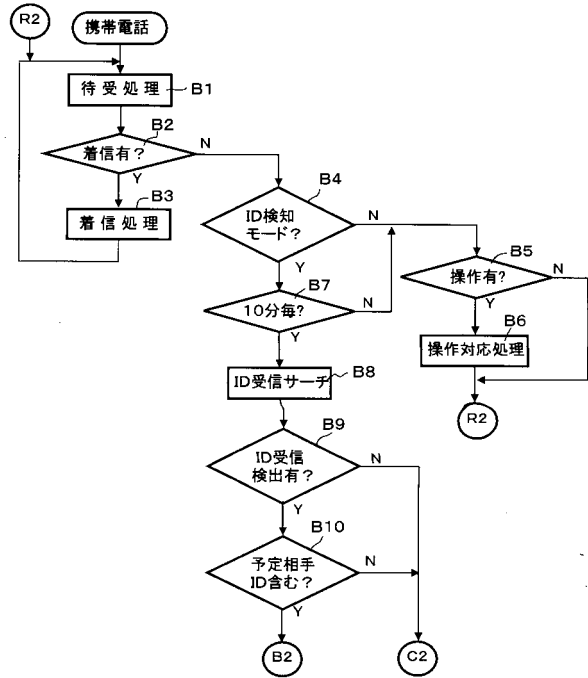 R2
携帯電話
待 受 処 理
B1
B2
着信有？
N
Y
B3
着 信 処 理
B4
ID検知
モード？
N
Y
B5
操作有?
N
Y
B7
10分毎?
N
Y
B6
操作対応処理
ID受信サーチ
B8
R2
B9
ID受信
検出有？
N
Y
B10
予定相手
ID含む？
N
Y
B2
C2